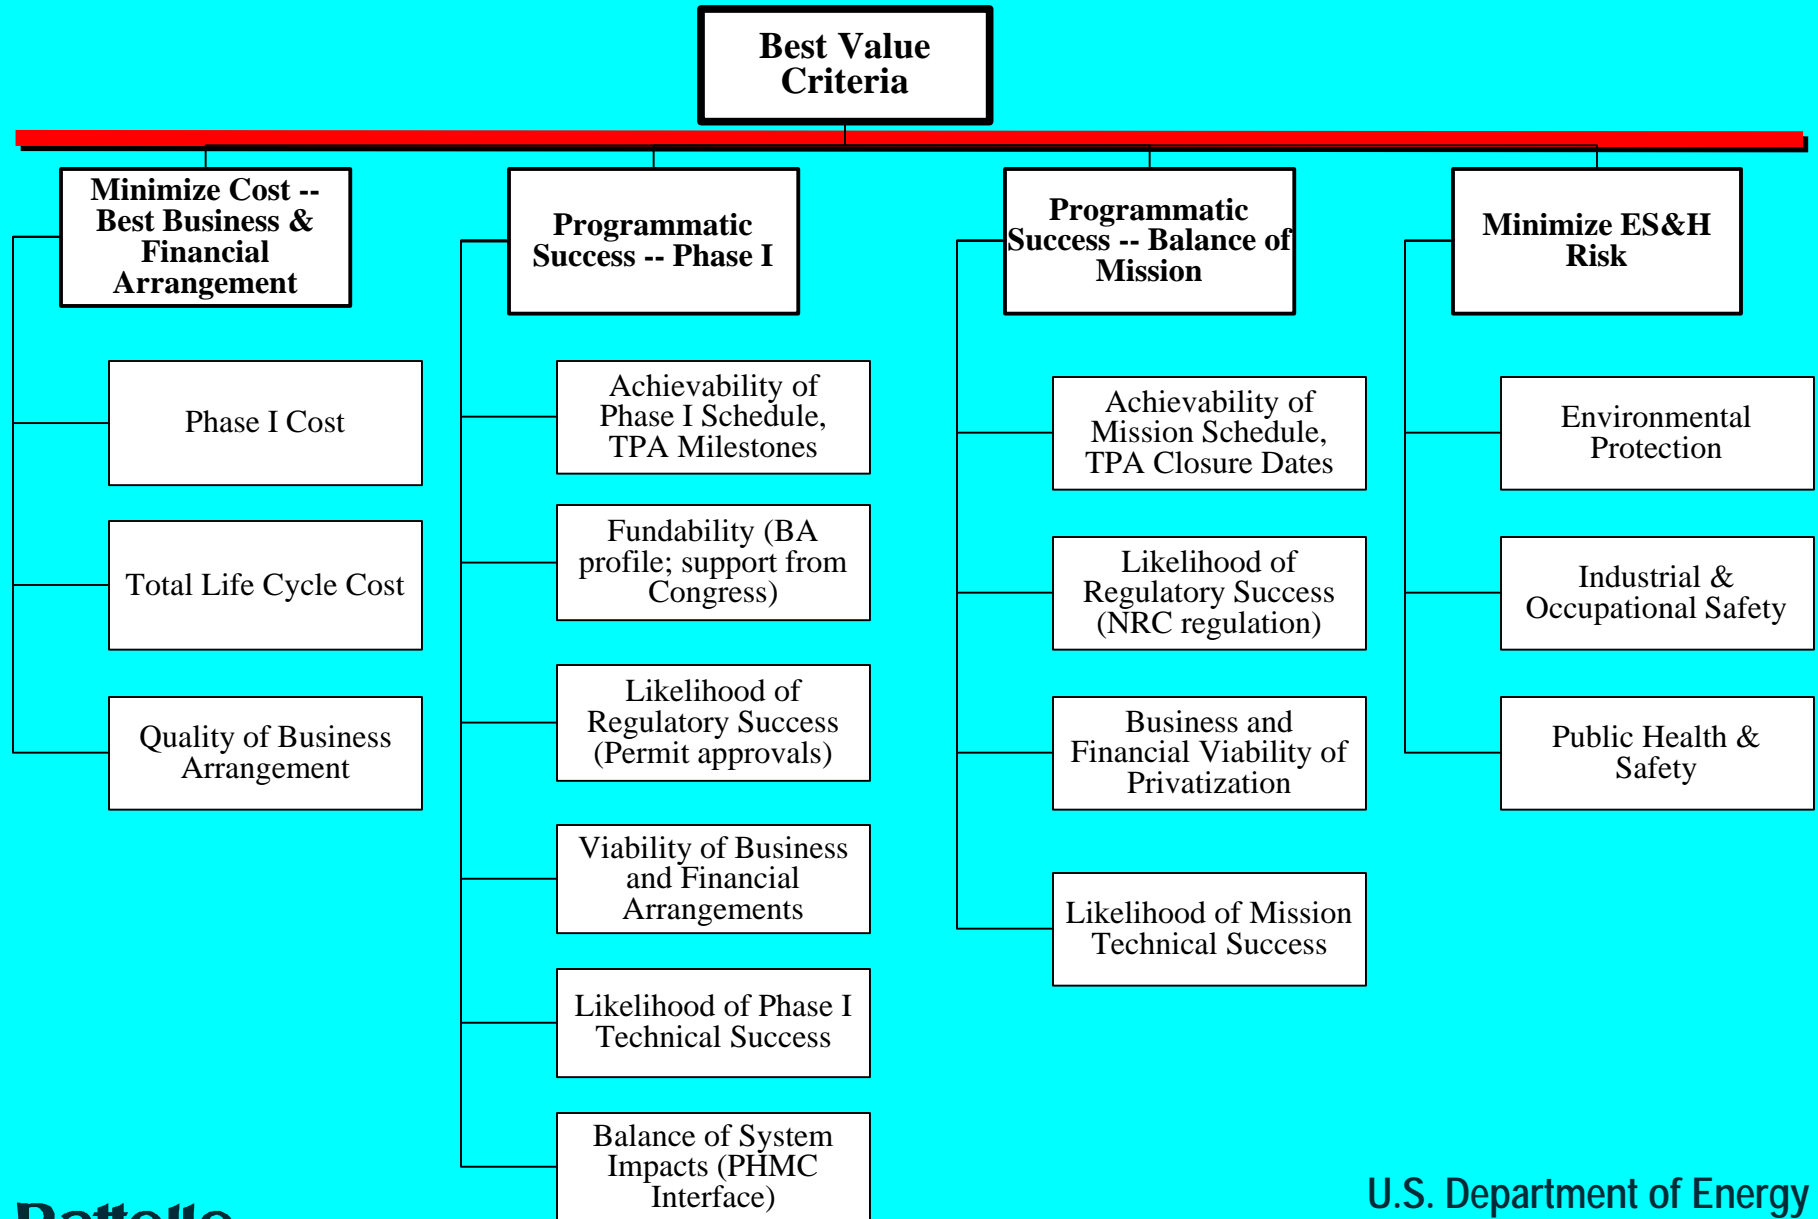 Best Value
Criteria
Minimize Cost --
Best Business &
Financial
Arrangement
Phase I Cost
Total Life Cycle Cost
Quality of Business
Arrangement
Programmatic
Success -- Phase I
Achievability of
Phase I Schedule,
TPA Milestones
Fundability (BA
profile; support from
Congress)
Likelihood of
Regulatory Success
(Permit approvals)
Viability of Business
and Financial
Arrangements
Likelihood of Phase I
Technical Success
Balance of System
Impacts (PHMC
Interface)
Programmatic
Success -- Balance of
Mission
Achievability of
Mission Schedule,
TPA Closure Dates
Likelihood of
Regulatory Success
(NRC regulation)
Business and
Financial Viability of
Privatization
Likelihood of Mission
Technical Success
Minimize ES&H
Risk
Environmental
Protection
Industrial &
Occupational Safety
Public Health &
Safety
Battelle
U.S. Department of Energy